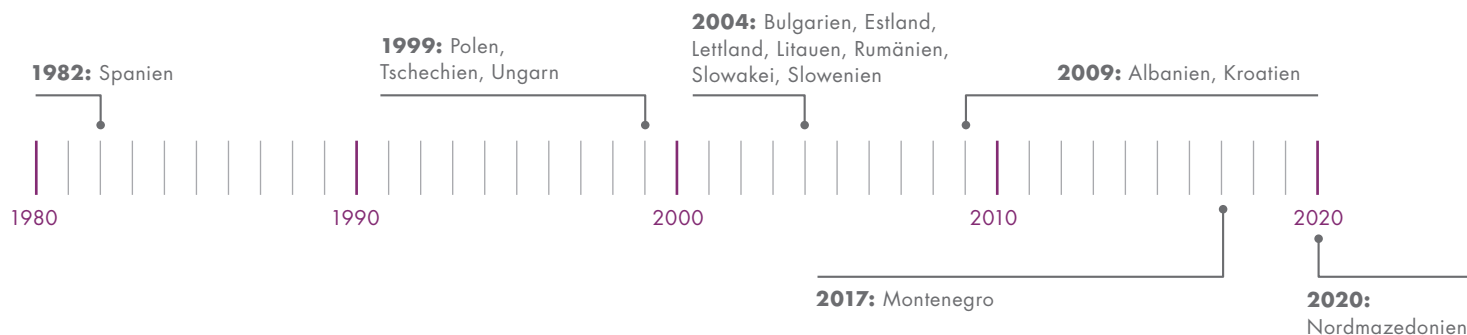 1982: Spanien
1999: Polen,
Tschechien, Ungarn
2004: Bulgarien, Estland,
Lettland, Litauen, Rumänien,
Slowakei, Slowenien
2009: Albanien, Kroatien
1980
1990
2000
2010
2020
2017: Montenegro
2020:
Nordmazedonien